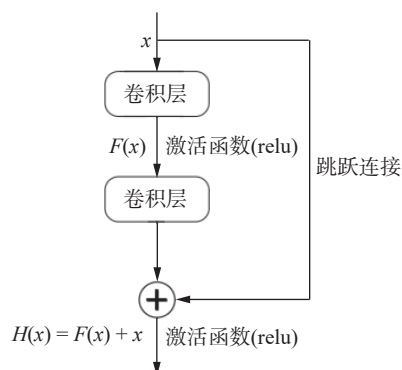 x
卷积层
F(x) 激活函数(relu)
跳跃连接
卷积层
H(x) = F(x) + x 激活函数(relu)